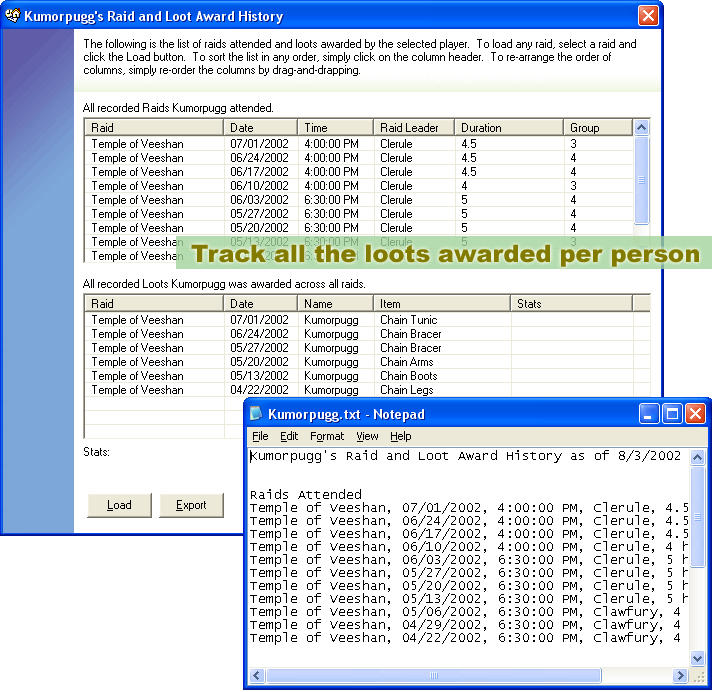 Kumorpugg's Raid and Loot Award History
The following is the list of raids attended and loots awarded by the selected player. To load any raid, select a raid and
click the Load button. To sort the list in any order, simply click on the column header. To re-arrange the order of
columns, simply re-order the columns by drag-and-drapping.
All recorded Raids Kumorpugg attended.
Raid Date Time Raid Leader Duration Group
Temple of Veeshan 07/01/2002 4:00:00 PM Clerule 4.5 3
Temple of Veeshan 06/24/2002 4:00:00 PM Clerule 4.5 4
Temple of Veeshan 06/17/2002 4:00:00 PM Clerule 4.5 4
Temple of Veeshan 06/10/2002 4:00:00 PM Clerule 4 3
Temple of Veeshan 06/03/2002 6:30:00 PM Clerule 5 4
Temple of Veeshan 05/27/2002 6:30:00 PM Clerule 5 4
Temple of Veeshan 05/20/2002 6:30:00 PM Clerule 5 4
Temple of Veeshan 05/13/2002 6:30:00 PM Clerule 5 3
Track all the loots awarded per person
All recorded Loots Kumorpugg was awarded across all raids.
Raid Date Name Item Stats
Temple of Veeshan 07/01/2002 Kumorpugg Chain Tunic
Temple of Veeshan 06/24/2002 Kumorpugg Chain Bracer
Temple of Veeshan 05/27/2002 Kumorpugg Chain Bracer
Temple of Veeshan 05/20/2002 Kumorpugg Chain Arms
Temple of Veeshan 05/13/2002 Kumorpugg Chain Boots
Temple of Veeshan 04/22/2002 Kumorpugg Chain Legs
Stats:
Load Export
Kumorpugg.txt - Notepad
File Edit Format View Help
Kumorpugg's Raid and Loot Award History as of 8/3/2002
Raids Attended
Temple of Veeshan, 07/01/2002, 4:00:00 PM, Clerule, 4.5
Temple of Veeshan, 06/24/2002, 4:00:00 PM, Clerule, 4.5
Temple of Veeshan, 06/17/2002, 4:00:00 PM, Clerule, 4.5
Temple of Veeshan, 06/10/2002, 4:00:00 PM, Clerule, 4 h
Temple of Veeshan, 06/03/2002, 6:30:00 PM, Clerule, 5 h
Temple of Veeshan, 05/27/2002, 6:30:00 PM, Clerule, 5 h
Temple of Veeshan, 05/20/2002, 6:30:00 PM, Clerule, 5 h
Temple of Veeshan, 05/13/2002, 6:30:00 PM, Clerule, 5 h
Temple of Veeshan, 05/06/2002, 6:30:00 PM, Clawfury, 4
Temple of Veeshan, 04/29/2002, 6:30:00 PM, Clawfury, 4
Temple of Veeshan, 04/22/2002, 6:30:00 PM, Clawfury, 4